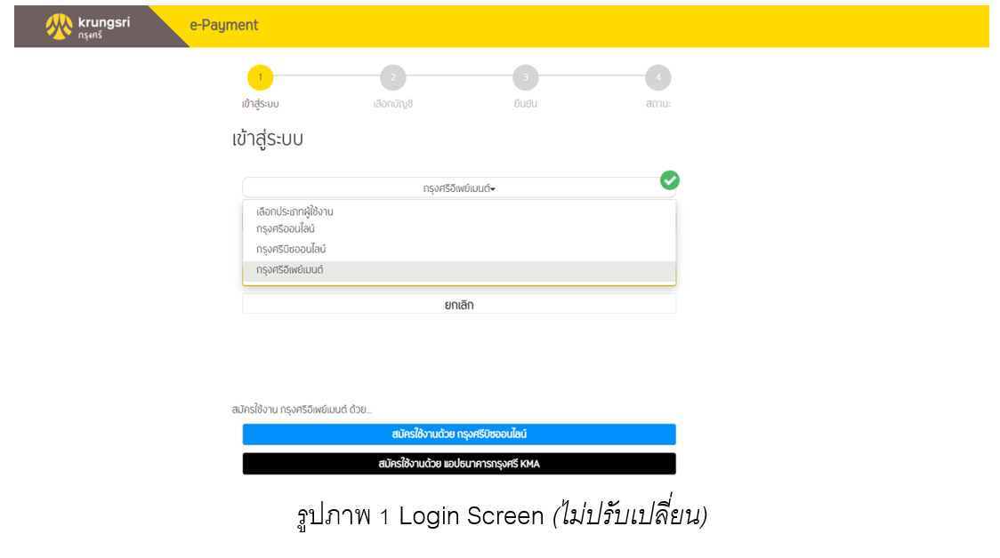 krungsri
กรุงศรี
e-Payment
1 2 3 4
เข้าสู่ระบบ เลือกบัญชี ยืนยัน สถานะ
เข้าสู่ระบบ
กรุงศรีอีเพย์เมนต์
เลือกประเภทผู้ใช้งาน
กรุงศรีออนไลน์
กรุงศรีบิซออนไลน์
กรุงศรีอีเพย์เมนต์
ยกเลิก
สมัครใช้งาน กรุงศรีอีเพย์เมนต์ ด้วย...
สมัครใช้งานด้วย กรุงศรีบิซออนไลน์
สมัครใช้งานด้วย แอปธนาคารกรุงศรี KMA
รูปภาพ 1 Login Screen (ไม่ปรับเปลี่ยน)